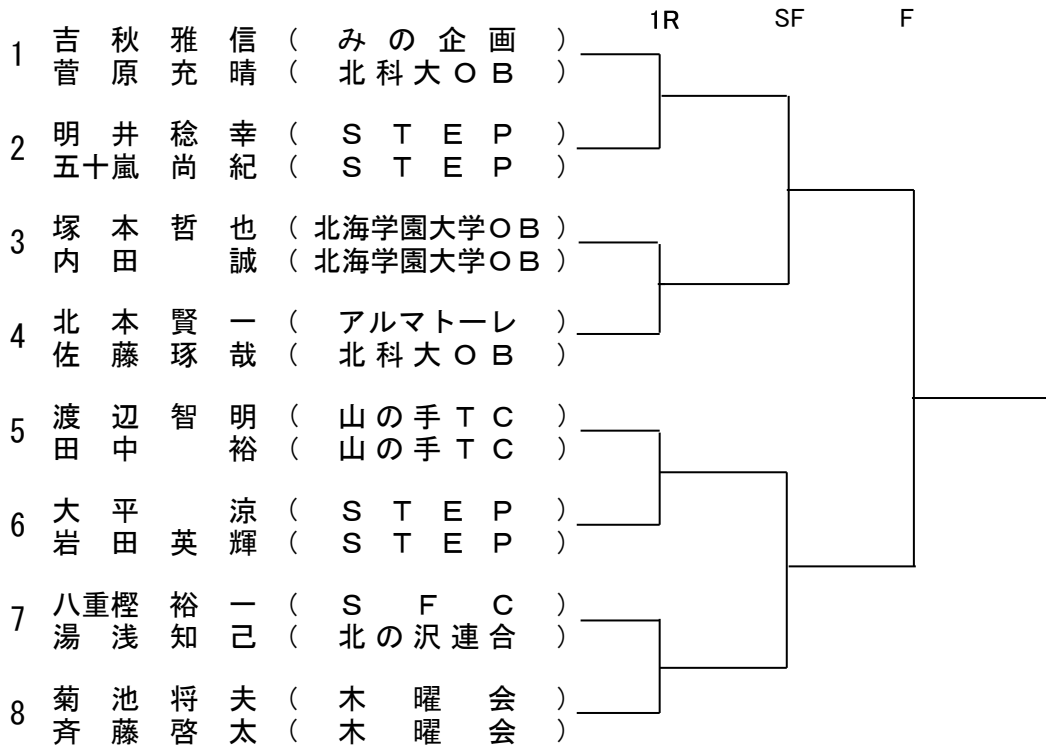 1R SF F
1 吉秋雅信（みの企画）
菅原充晴（北科大ＯＢ）
2 明井稔幸（ＳＴＥＰ）
五十嵐尚紀（ＳＴＥＰ）
3 塚本哲也（北海学園大学ＯＢ）
内田誠（北海学園大学ＯＢ）
4 北本賢一（アルマトーレ）
佐藤琢哉（北科大ＯＢ）
5 渡辺智明（山の手ＴＣ）
田中裕（山の手ＴＣ）
6 大平涼（ＳＴＥＰ）
岩田英輝（ＳＴＥＰ）
7 八重樫裕一（ＳＦＣ）
湯浅知己（北の沢連合）
8 菊池将夫（木曜会）
斉藤啓太（木曜会）